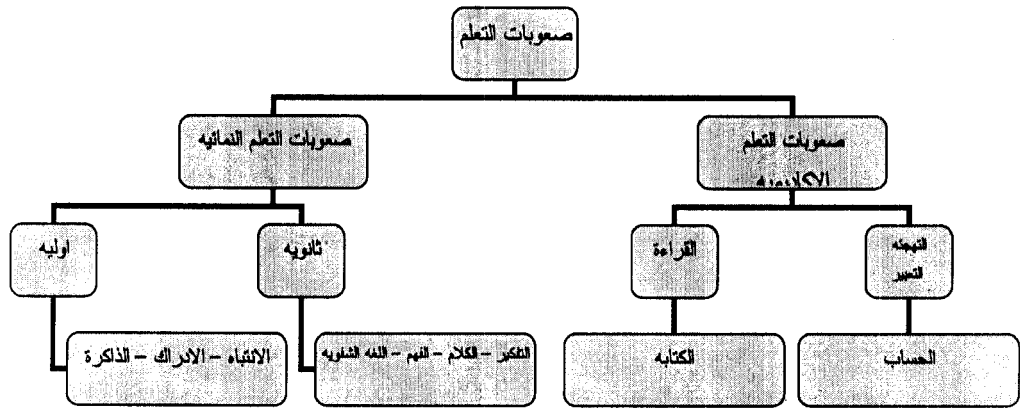 صعوبات التعلم
صعوبات التعلم
الاكاديميه
صعوبات التعلم النمائيه
التهجئه
التعبير
القراءة
ثانويه
اوليه
الحساب
الكتابه
التفكير – الكلام – الفهم – اللغه الشفويه
الانتباه – الادراك – الذاكرة